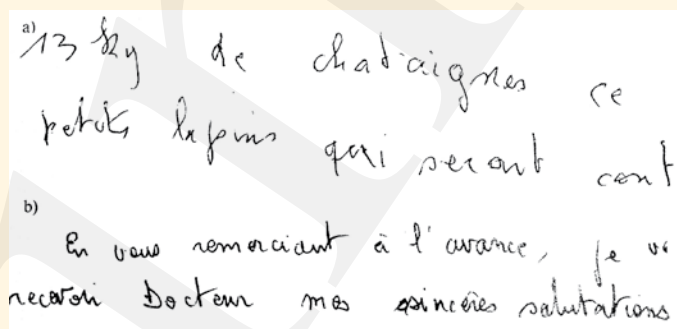 a)
13 Kg de chataignes ce
petits lapins qui seront cont
b)
En vous remerciant à l'avance, je v
recevoir Docteur mes sincères salutations